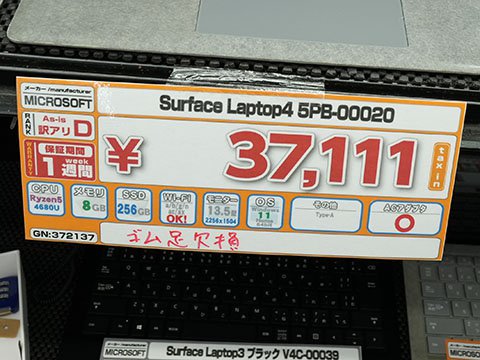 メーカー/manufacturer
MICROSOFT
Surface Laptop4 5PB-00020
RANK
As-is
訳アリ D
WARRANTY
保証期間
1 week
週間
¥ 37,111
tax in
CPU
Ryzen5
4680U
メモリ
8GB
SSD
256GB
Wi-Fi
OK!
モニター
13.5型
2256x1504
OS
Windows
11
Home
64bit
その他
Type-A
ACアダプタ
○
GN:372137
ゴム足欠損
メーカー/manufacturer
MICROSOFT
Surface Laptop3 ブラック V4C-00039
MICROSOFT